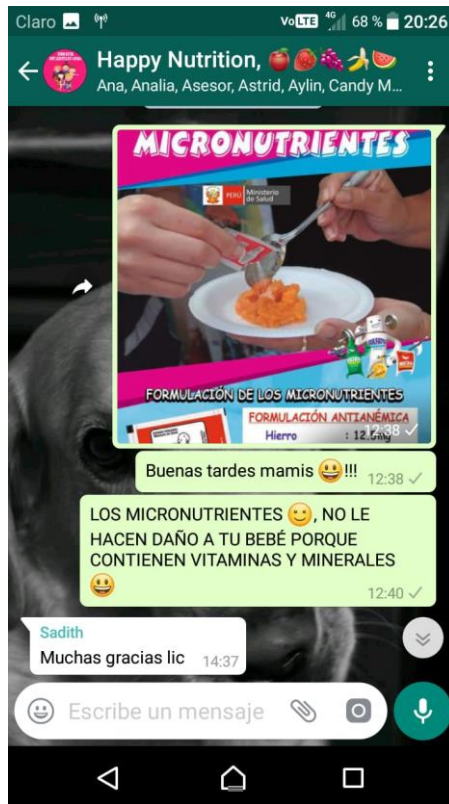 Claro VoLTE 4G 68 % 20:26
Happy Nutrition, 🍎🍅🍇🍌🍉
Ana, Analia, Asesor, Astrid, Aylin, Candy M...
MICRONUTRIENTES
PERÚ Ministerio
de Salud
FORMULACIÓN DE LOS MICRONUTRIENTES
FORMULACIÓN ANTIANÉMICA
Hierro : 12.5mg
12:38
Buenas tardes mamis 😃!!! 12:38
LOS MICRONUTRIENTES 🙂, NO LE
HACEN DAÑO A TU BEBÉ PORQUE
CONTIENEN VITAMINAS Y MINERALES
😃 12:40
Sadith
Muchas gracias lic 14:37
Escribe un mensaje